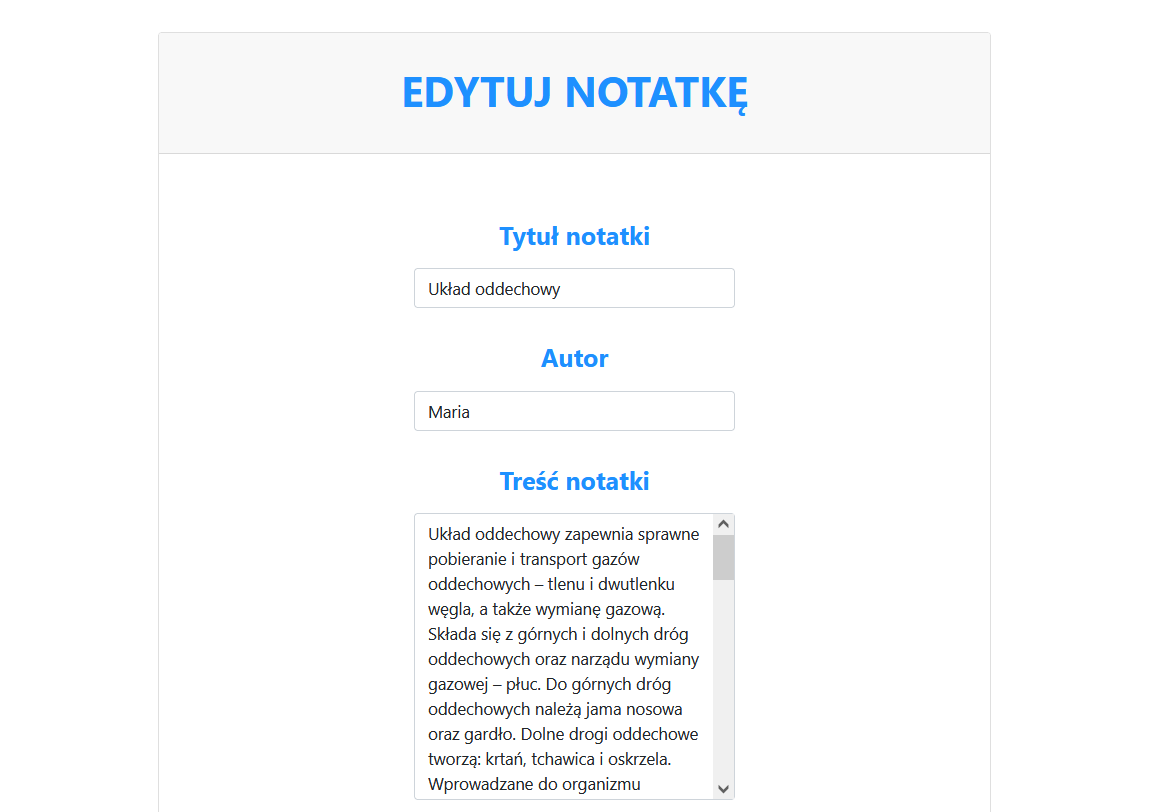 EDYTUJ NOTATKĘ
Tytuł notatki
Układ oddechowy
Autor
Maria
Treść notatki
Układ oddechowy zapewnia sprawne
pobieranie i transport gazów
oddechowych – tlenu i dwutlenku
węgla, a także wymianę gazową.
Składa się z górnych i dolnych dróg
oddechowych oraz narządu wymiany
gazowej – płuc. Do górnych dróg
oddechowych należą jama nosowa
oraz gardło. Dolne drogi oddechowe
tworzą: krtań, tchawica i oskrzela.
Wprowadzane do organizmu